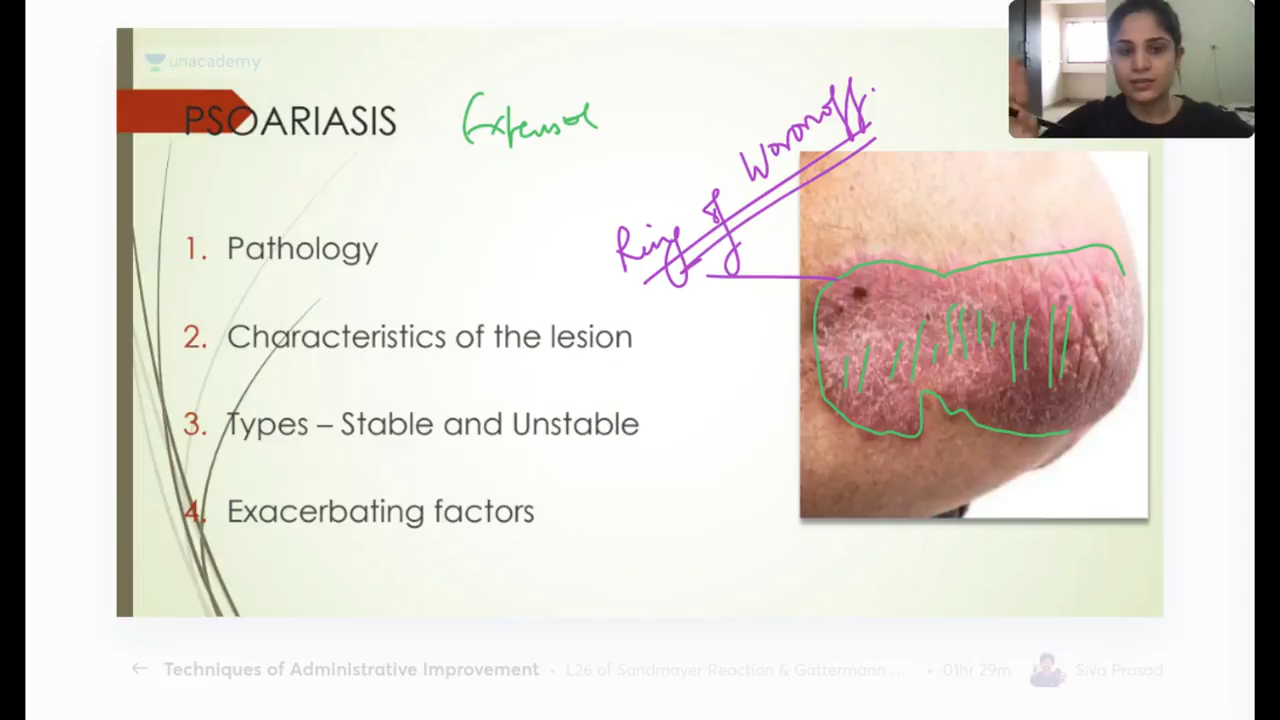 unacademy
PSOARIASIS
Extensor
Ring of Woronoff.
1. Pathology
2. Characteristics of the lesion
3. Types – Stable and Unstable
4. Exacerbating factors
← Techniques of Administrative Improvement • L26 of Sandmayer Reaction & Gattermann ... • 01hr 29m Siva Prasad